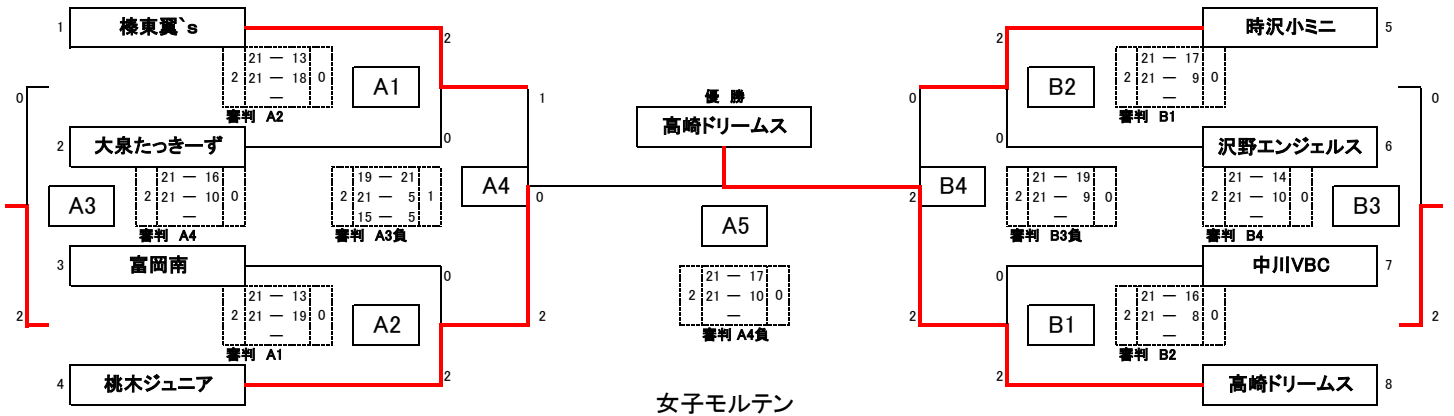 1 榛東翼`s 2
21 ― 13
2 21 ― 18 0
―
審判 A2
A1
0
1
2 大泉たっきーず 0
21 ― 16
2 21 ― 10 0
―
審判 A4
A3
19 ― 21
2 21 ― 5 1
15 ― 5
審判 A3負
A4
0
3 富岡南 0
21 ― 13
2 21 ― 19 0
―
審判 A1
A2
2
2
4 桃木ジュニア 2
優 勝
高崎ドリームス
A5
21 ― 17
2 21 ― 10 0
―
審判 A4負
女子モルテン
2 時沢小ミニ 5
B2
21 ― 17
2 21 ― 9 0
―
審判 B1
0
0
0 沢野エンジェルス 6
B4
2
21 ― 19
2 21 ― 9 0
―
審判 B3負
21 ― 14
2 21 ― 10 0
―
審判 B4
B3
0 中川VBC 7
B1
21 ― 16
2 21 ― 8 0
―
審判 B2
2
2
2 高崎ドリームス 8